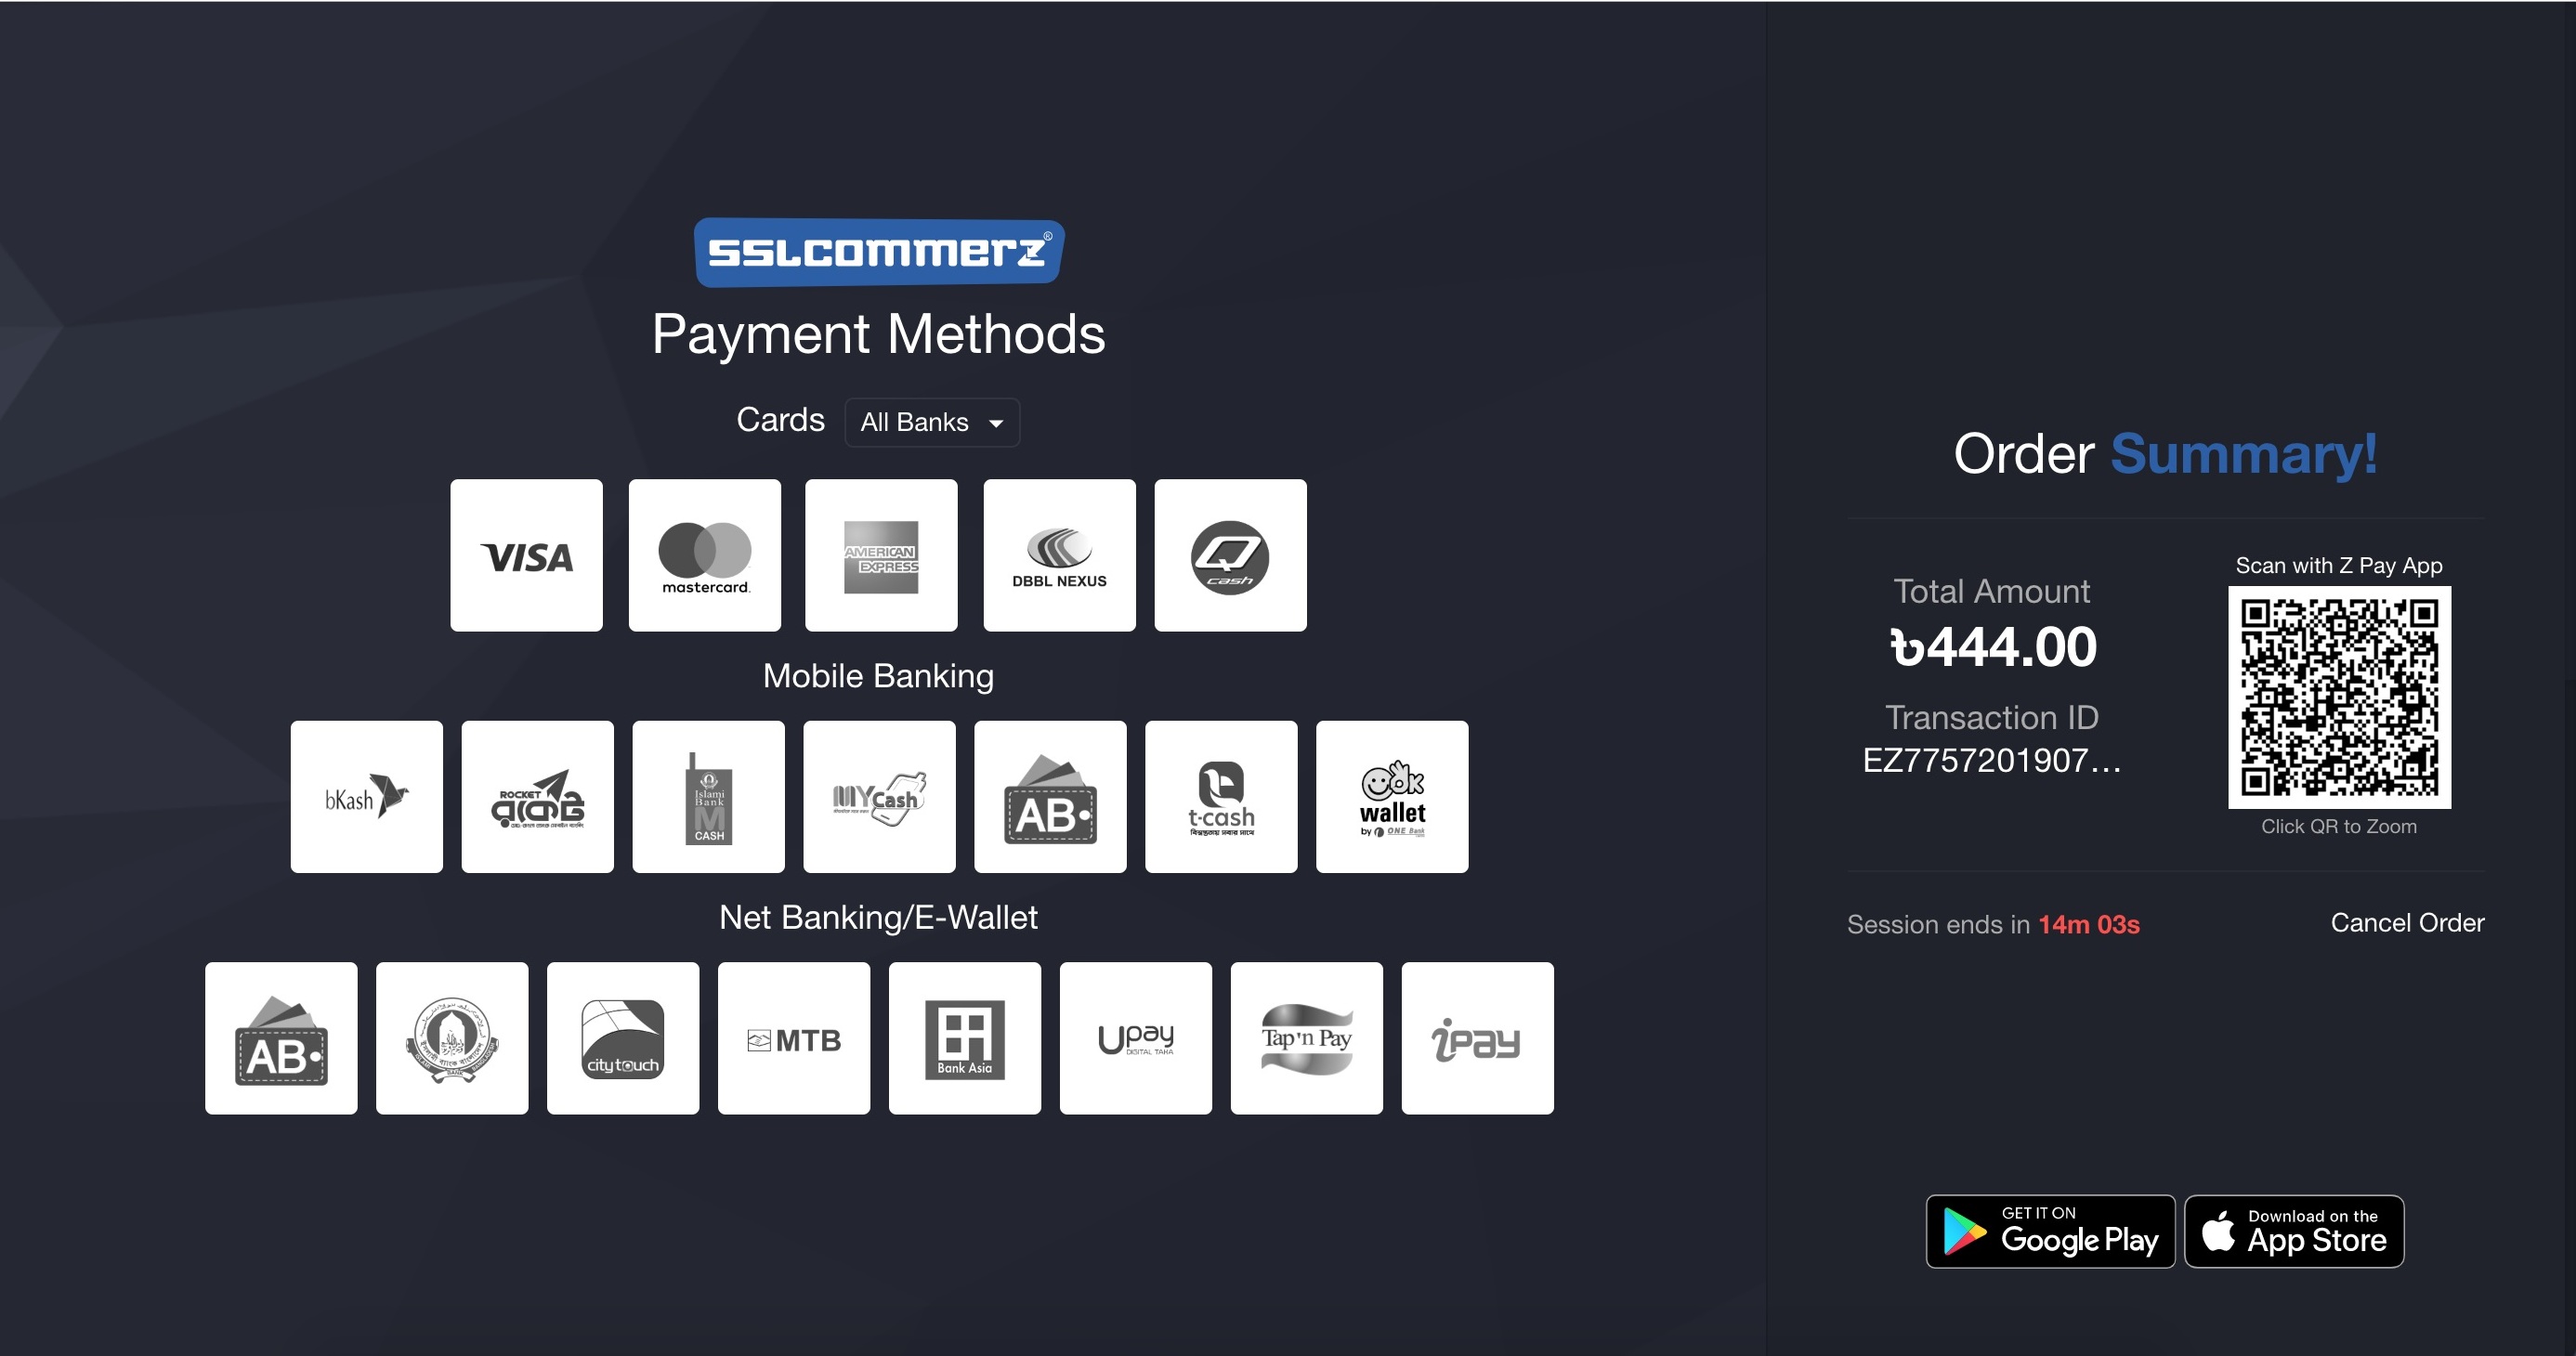 SSLCOMMERZ®
Payment Methods
Cards All Banks
VISA
mastercard.
AMERICAN
EXPRESS
DBBL NEXUS
Q
cash
Mobile Banking
bKash
ROCKET
রকেট
Islami
Bank
M
CASH
MYCash
AB
t-cash
ok
wallet
by ONE Bank
Net Banking/E-Wallet
AB
citytouch
MTB
Bank Asia
Upay
DIGITAL TAHA
Tap'n Pay
iPay
Order Summary!
Total Amount
৳444.00
Transaction ID
EZ7757201907...
Scan with Z Pay App
Click QR to Zoom
Session ends in 14m 03s
Cancel Order
GET IT ON
Google Play
Download on the
App Store